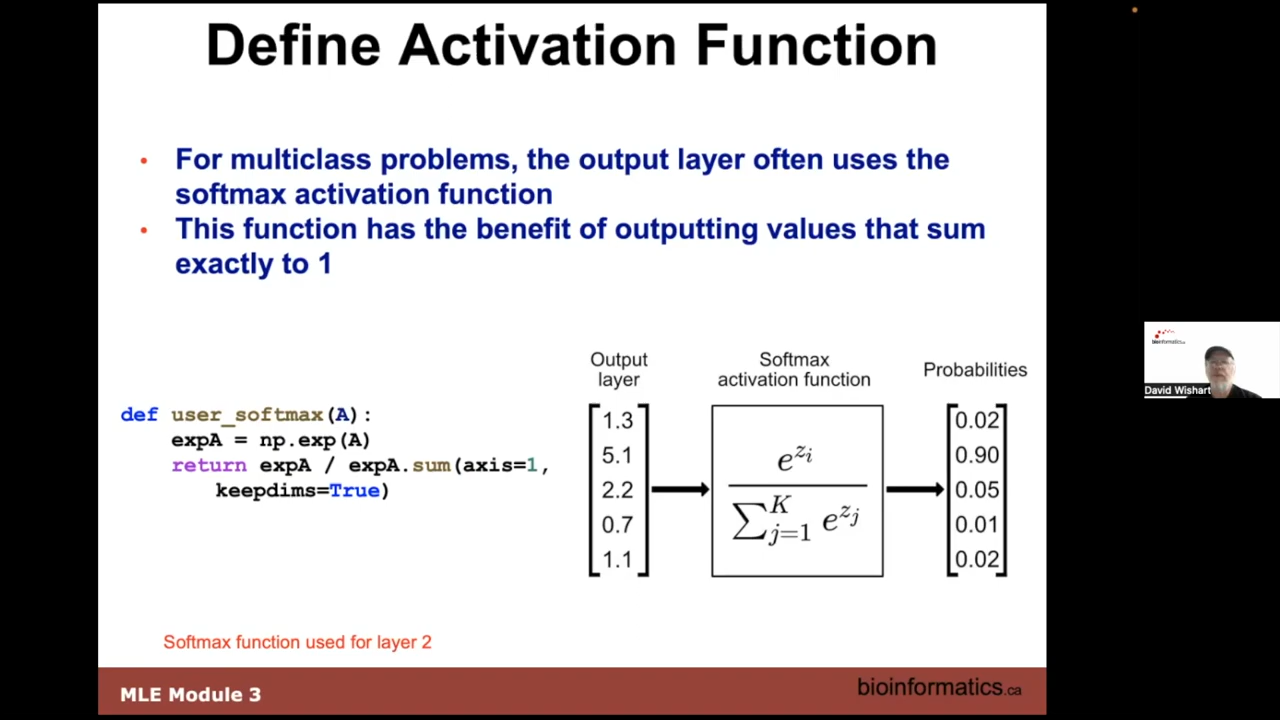 Define Activation Function
• For multiclass problems, the output layer often uses the
softmax activation function
• This function has the benefit of outputting values that sum
exactly to 1
def user_softmax(A):
expA = np.exp(A)
return expA / expA.sum(axis=1,
keepdims=True)
Output
layer
1.3
5.1
2.2
0.7
1.1
Softmax
activation function
e^{z_i}
∑_{j=1}^{K} e^{z_j}
Probabilities
0.02
0.90
0.05
0.01
0.02
Softmax function used for layer 2
MLE Module 3
bioinformatics.ca
bioinformatics.ca
David Wishart